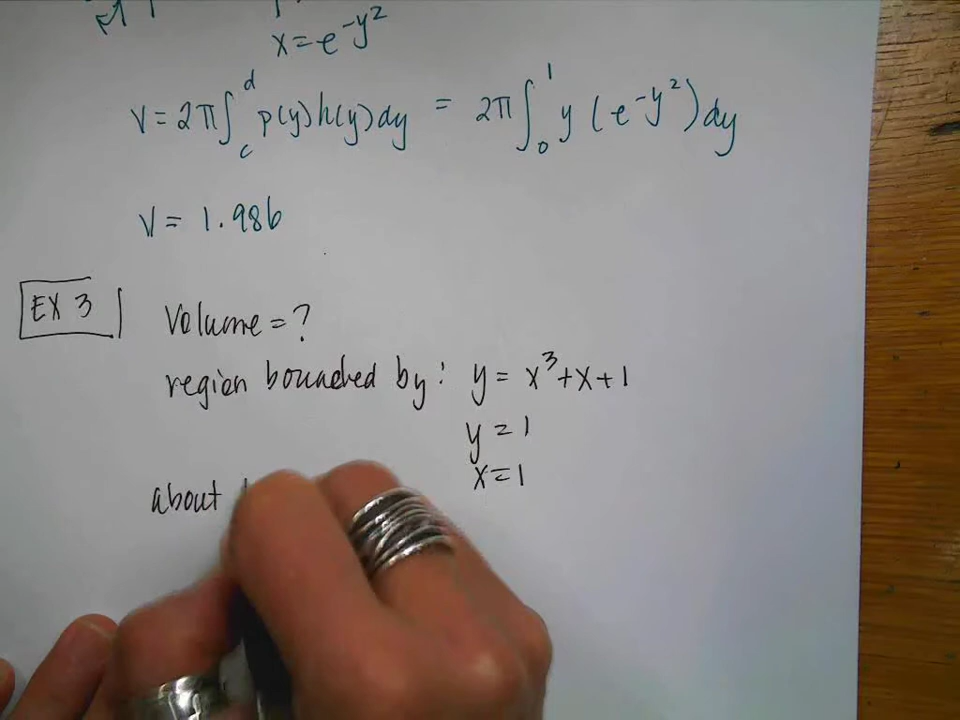 x = e^{-y^2}
V = 2π∫_c^d p(y)h(y)dy = 2π∫_0^1 y(e^{-y^2})dy
V = 1.986
EX 3 Volume = ?
region bounded by: y = x^3+x+1
y = 1
x = 1
about